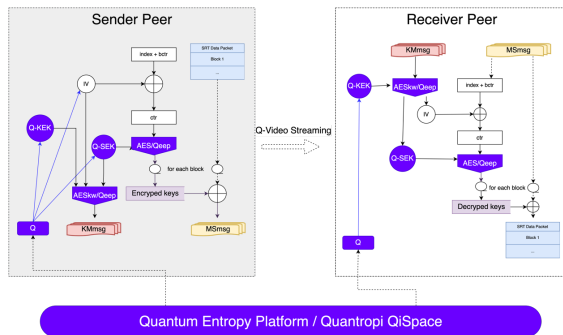 Sender Peer
index + bctr
SRT Data Packet
Block 1
...
IV
Q-KEK
ctr
Q-SEK
AES/Qeep
for each block
AESkw/Qeep
Encryped keys
Q
KMmsg
MSmsg
Q-Video Streaming
Receiver Peer
KMmsg
MSmsg
Q-KEK
AESkw/Qeep
index + bctr
IV
ctr
Q-SEK
AES/Qeep
for each block
Decryped keys
SRT Data Packet
Block 1
...
Q
Quantum Entropy Platform / Quantropi QiSpace